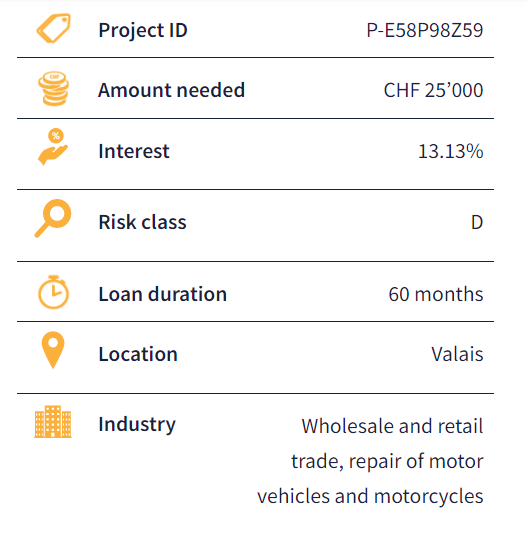 Project ID P-E58P98Z59
Amount needed CHF 25’000
Interest 13.13%
Risk class D
Loan duration 60 months
Location Valais
Industry Wholesale and retail
trade, repair of motor
vehicles and motorcycles